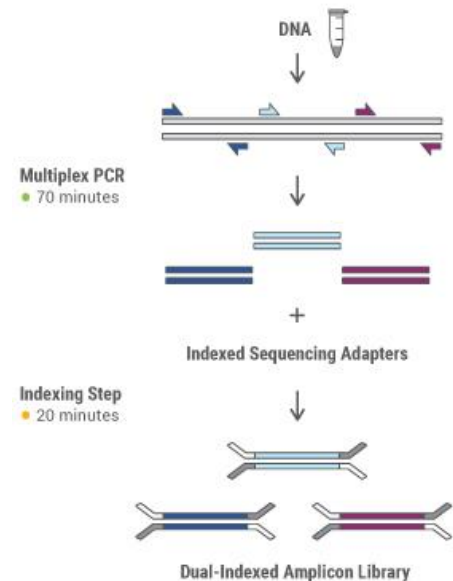 DNA
Multiplex PCR
70 minutes
+
Indexed Sequencing Adapters
Indexing Step
20 minutes
Dual-Indexed Amplicon Library